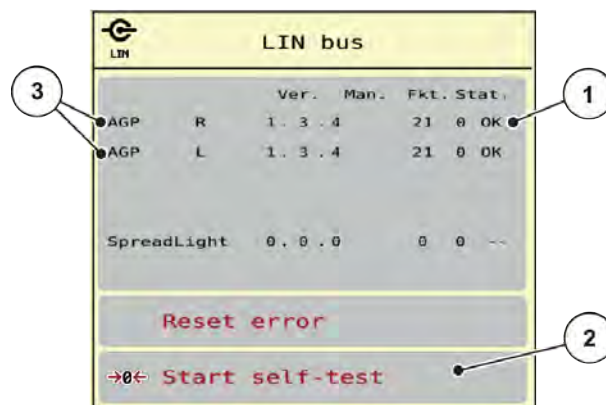 LIN
LIN bus
Ver. Man. Fkt. Stat.
AGP R 1.3.4 21 0 OK
AGP L 1.3.4 21 0 OK
SpreadLight 0.0.0 0 0 --
Reset error
→0← Start self-test
3
1
2